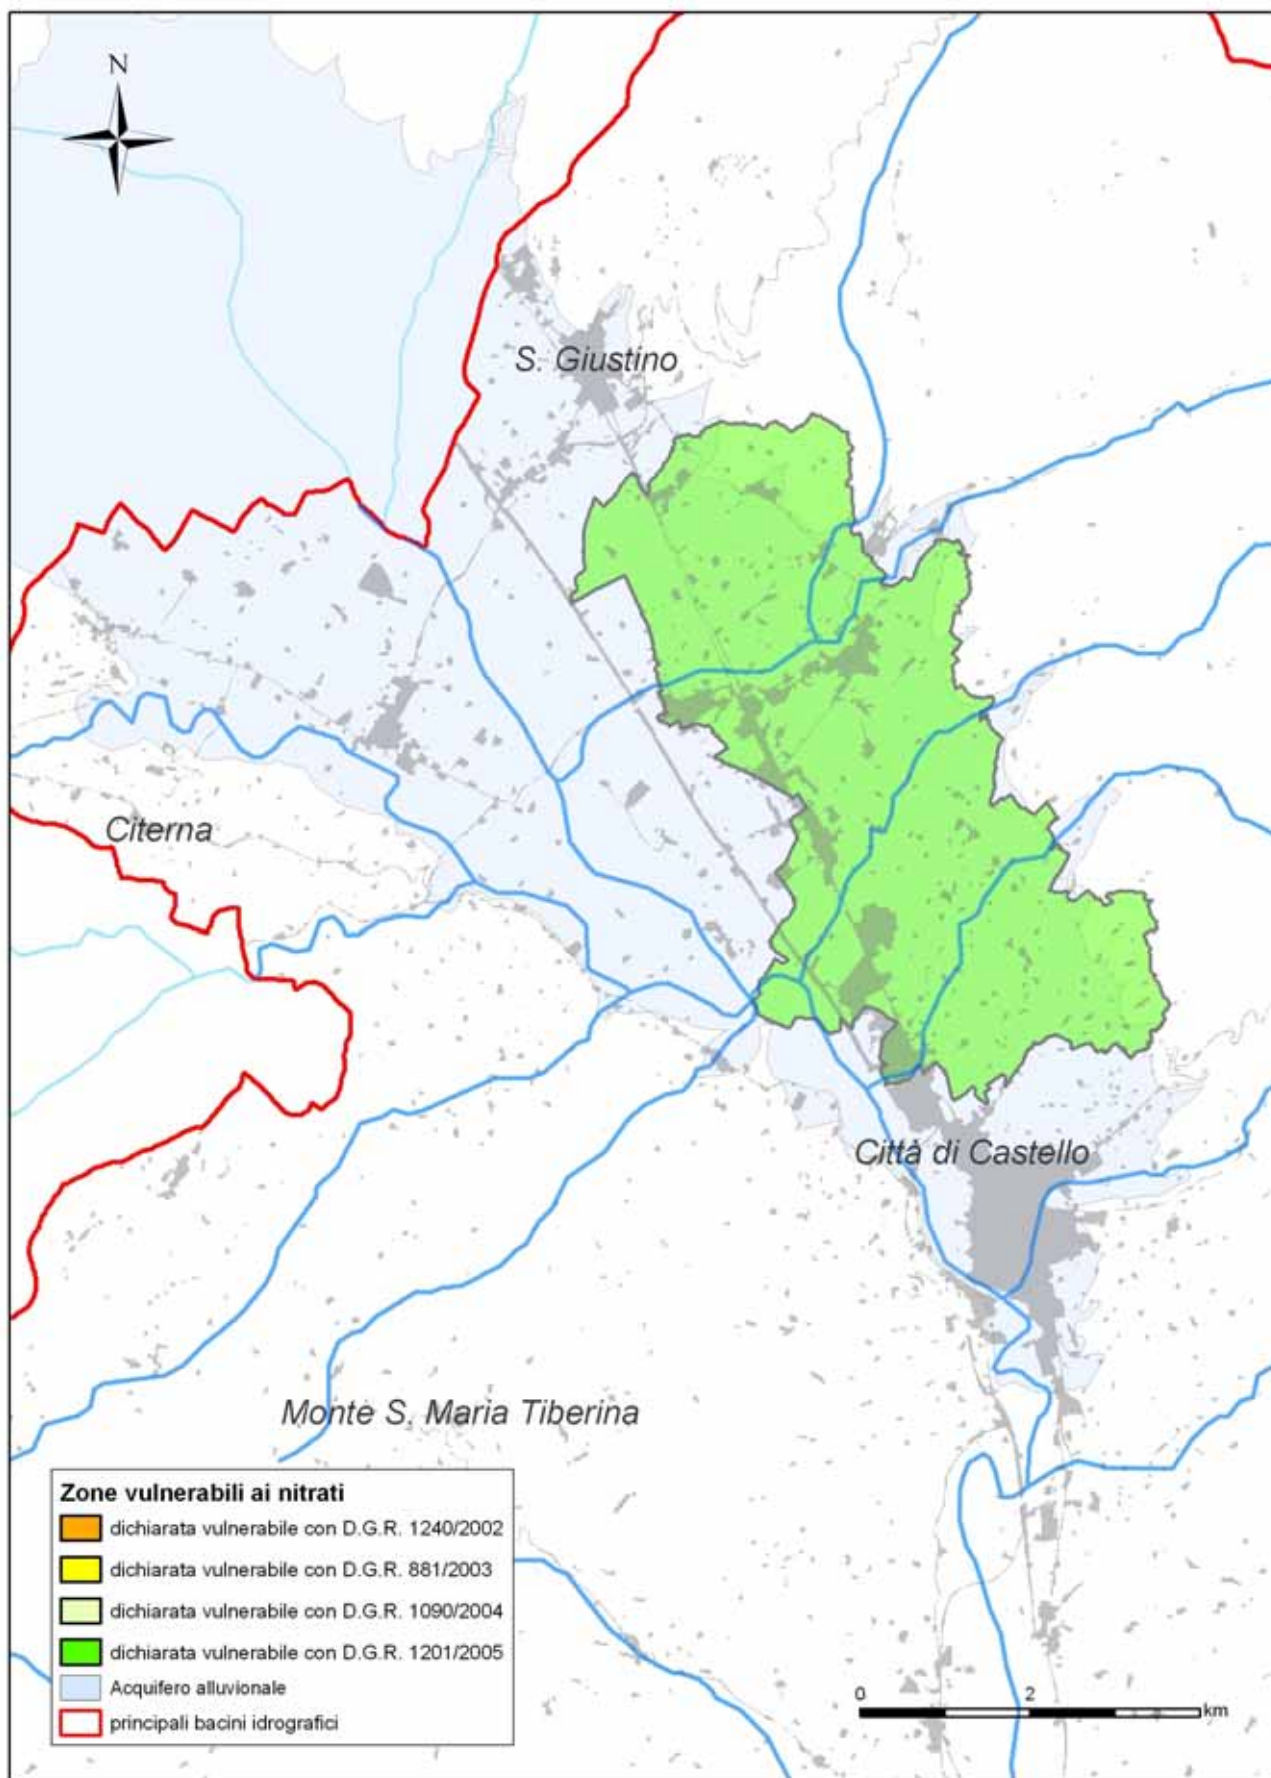 N
S. Giustino
Citerna
Città di Castello
Monte S. Maria Tiberina
Zone vulnerabili ai nitrati
dichiarata vulnerabile con D.G.R. 1240/2002
dichiarata vulnerabile con D.G.R. 881/2003
dichiarata vulnerabile con D.G.R. 1090/2004
dichiarata vulnerabile con D.G.R. 1201/2005
Acquifero alluvionale
principali bacini idrografici
0 2 km